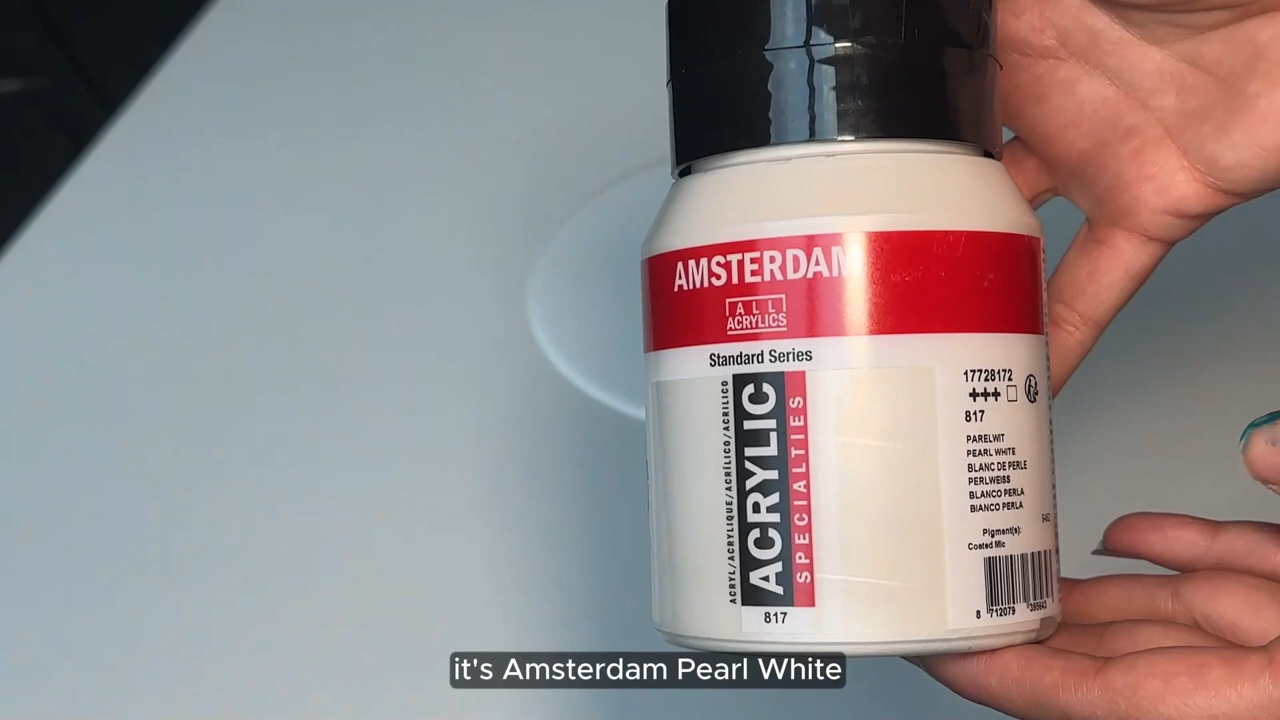 AMSTERDAM
ALL
ACRYLICS
Standard Series
ACRYL/ACRYLIQUE/ACRÍLICO/ACRILICO
ACRYLIC
SPECIALTIES
817
17728172
+++
817
PARELWIT
PEARL WHITE
BLANC DE PERLE
PERLWEISS
BLANCO PERLA
BIANCO PERLA
Pigment(s):
Coated Mic
8 712079 395643
it's Amsterdam Pearl White